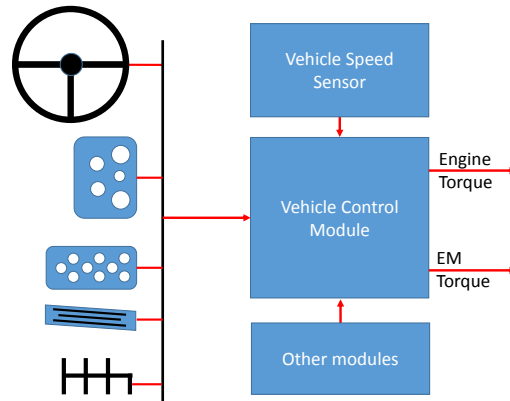 Vehicle Speed
Sensor
Vehicle Control
Module
Engine
Torque
EM
Torque
Other modules